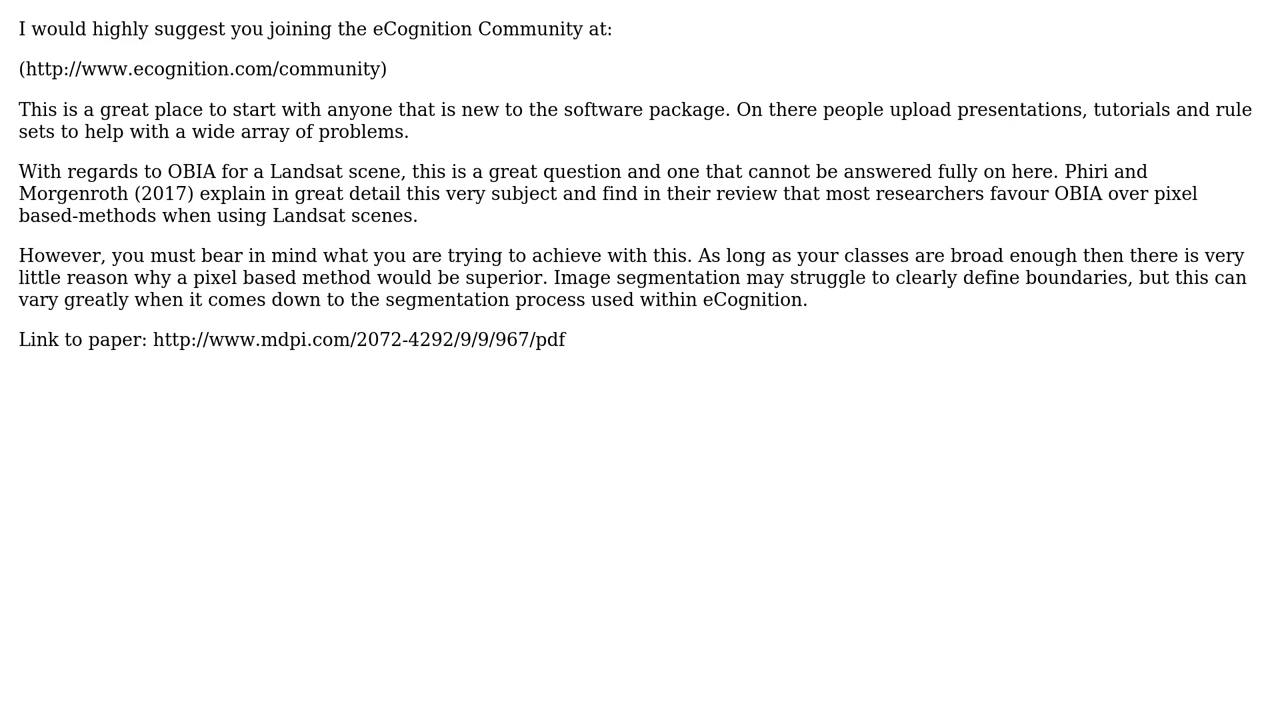 I would highly suggest you joining the eCognition Community at:
(http://www.ecognition.com/community)
This is a great place to start with anyone that is new to the software package. On there people upload presentations, tutorials and rule
sets to help with a wide array of problems.
With regards to OBIA for a Landsat scene, this is a great question and one that cannot be answered fully on here. Phiri and
Morgenroth (2017) explain in great detail this very subject and find in their review that most researchers favour OBIA over pixel
based-methods when using Landsat scenes.
However, you must bear in mind what you are trying to achieve with this. As long as your classes are broad enough then there is very
little reason why a pixel based method would be superior. Image segmentation may struggle to clearly define boundaries, but this can
vary greatly when it comes down to the segmentation process used within eCognition.
Link to paper: http://www.mdpi.com/2072-4292/9/9/967/pdf